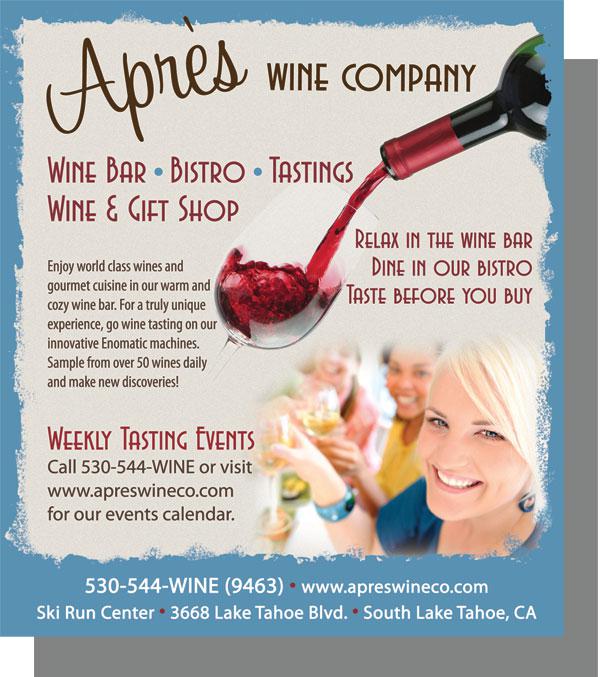 Après WINE COMPANY
WINE BAR • BISTRO • TASTINGS
WINE & GIFT SHOP
RELAX IN THE WINE BAR
DINE IN OUR BISTRO
TASTE BEFORE YOU BUY
Enjoy world class wines and
gourmet cuisine in our warm and
cozy wine bar. For a truly unique
experience, go wine tasting on our
innovative Enomatic machines.
Sample from over 50 wines daily
and make new discoveries!
WEEKLY TASTING EVENTS
Call 530-544-WINE or visit
www.apreswineco.com
for our events calendar.
530-544-WINE (9463) • www.apreswineco.com
Ski Run Center • 3668 Lake Tahoe Blvd. • South Lake Tahoe, CA